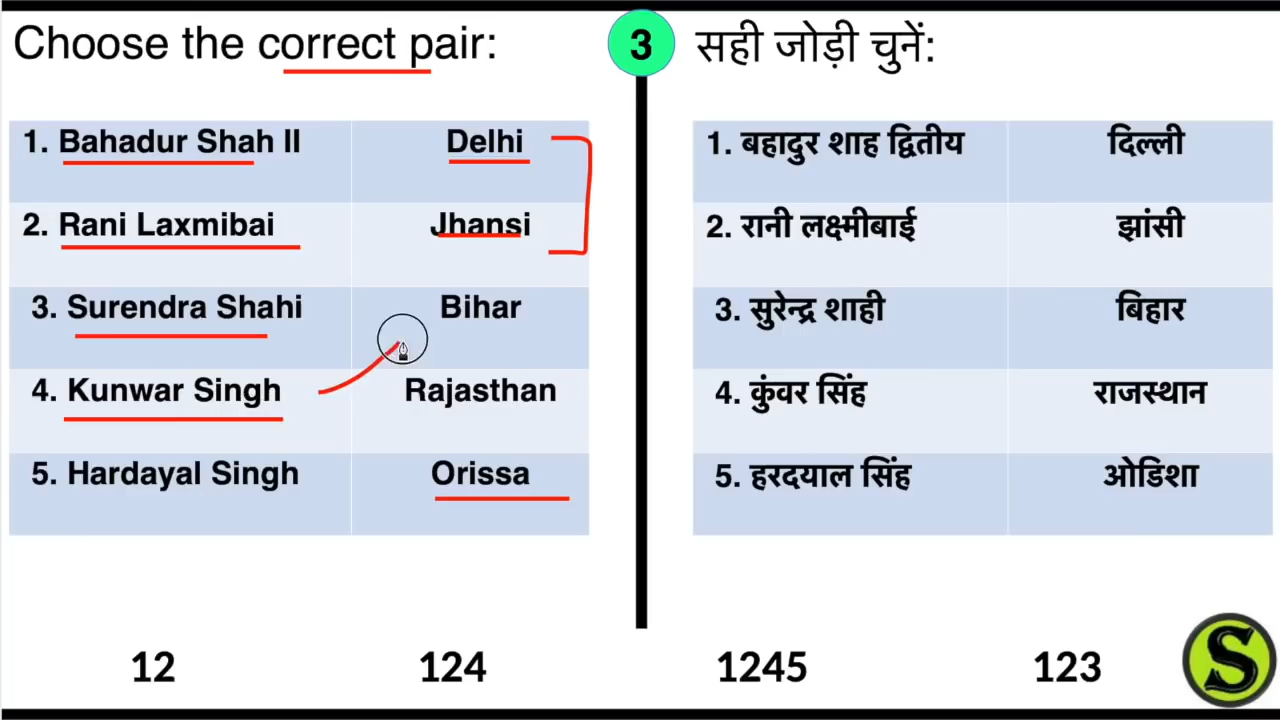 Choose the correct pair:
3
सही जोड़ी चुनें:
1. Bahadur Shah II Delhi
2. Rani Laxmibai Jhansi
3. Surendra Shahi Bihar
4. Kunwar Singh Rajasthan
5. Hardayal Singh Orissa
1. बहादुर शाह द्वितीय दिल्ली
2. रानी लक्ष्मीबाई झांसी
3. सुरेन्द्र शाही बिहार
4. कुंवर सिंह राजस्थान
5. हरदयाल सिंह ओडिशा
12 124 1245 123
S